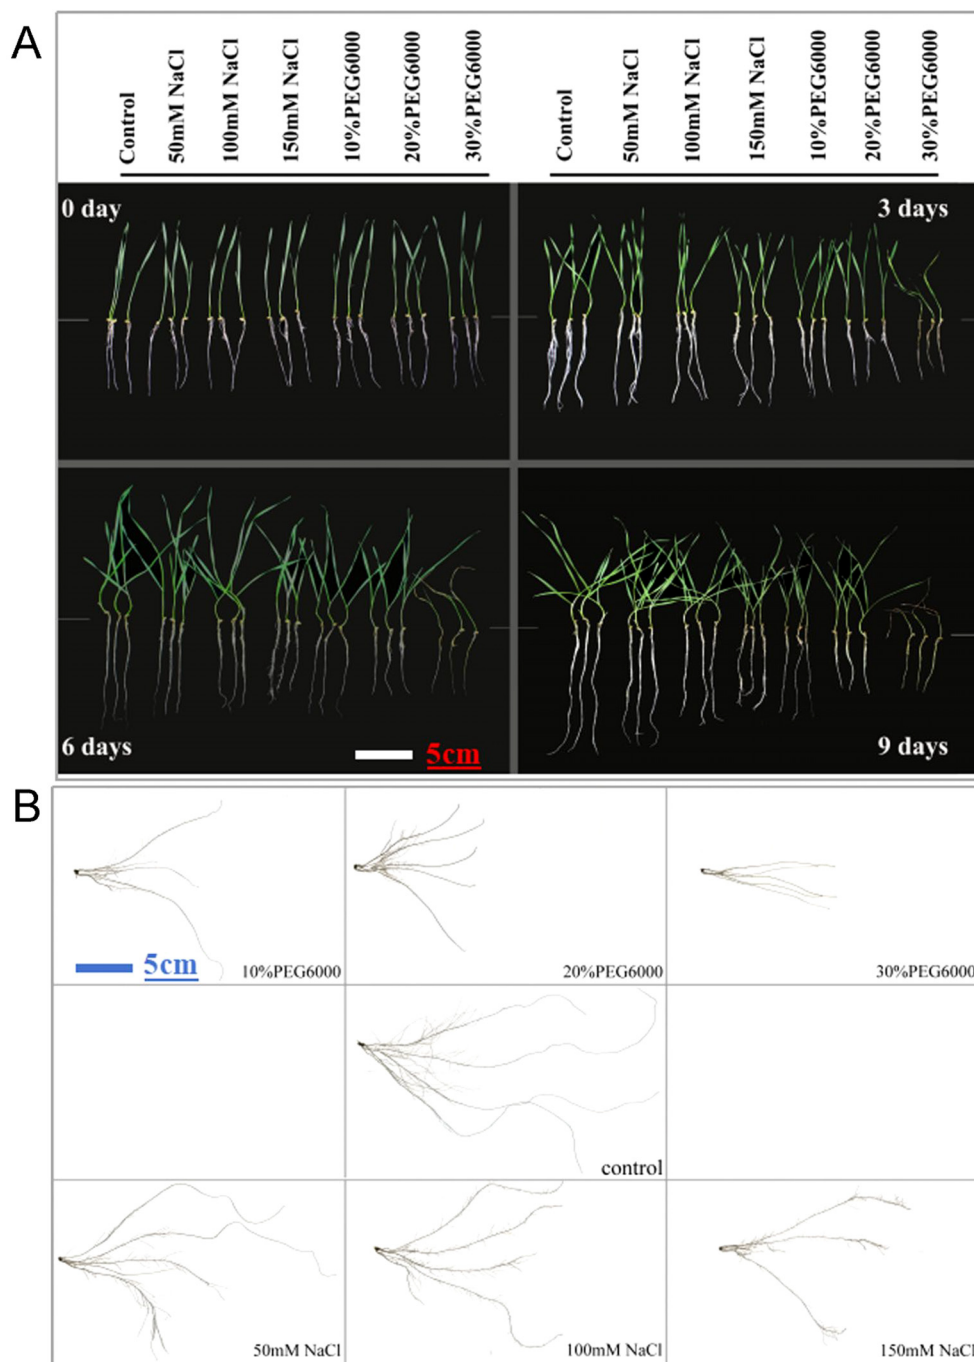 A
Control
50mM NaCl
100mM NaCl
150mM NaCl
10%PEG6000
20%PEG6000
30%PEG6000
Control
50mM NaCl
100mM NaCl
150mM NaCl
10%PEG6000
20%PEG6000
30%PEG6000
0 day
3 days
6 days
5cm
9 days
B
5cm
10%PEG6000
20%PEG6000
30%PEG6000
control
50mM NaCl
100mM NaCl
150mM NaCl